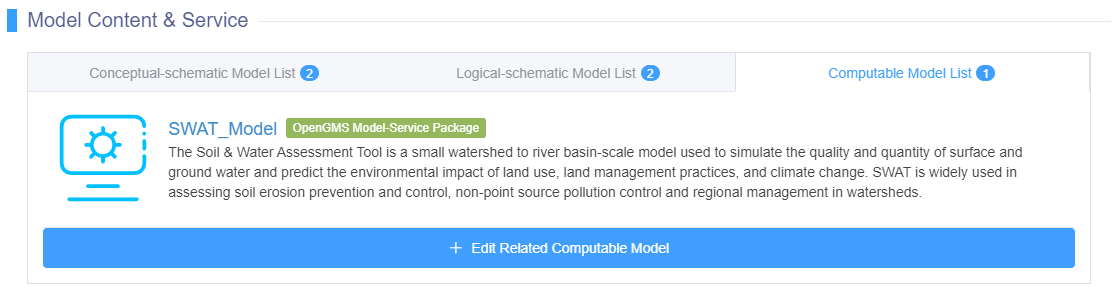 Model Content & Service
Conceptual-schematic Model List 2
Logical-schematic Model List 2
Computable Model List 1
SWAT_Model OpenGMS Model-Service Package
The Soil & Water Assessment Tool is a small watershed to river basin-scale model used to simulate the quality and quantity of surface and
ground water and predict the environmental impact of land use, land management practices, and climate change. SWAT is widely used in
assessing soil erosion prevention and control, non-point source pollution control and regional management in watersheds.
+ Edit Related Computable Model